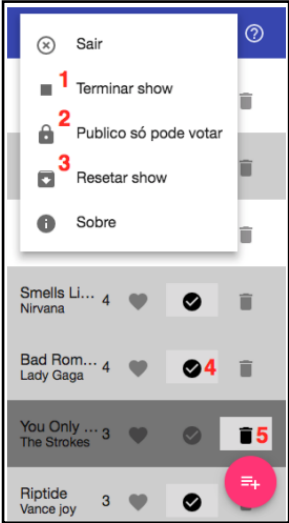 Sair
1 Terminar show
2 Publico só pode votar
3 Resetar show
Sobre
Smells Li... 4
Nirvana
Bad Rom... 4 4
Lady Gaga
You Only ... 3 5
The Strokes
Riptide 3
Vance joy